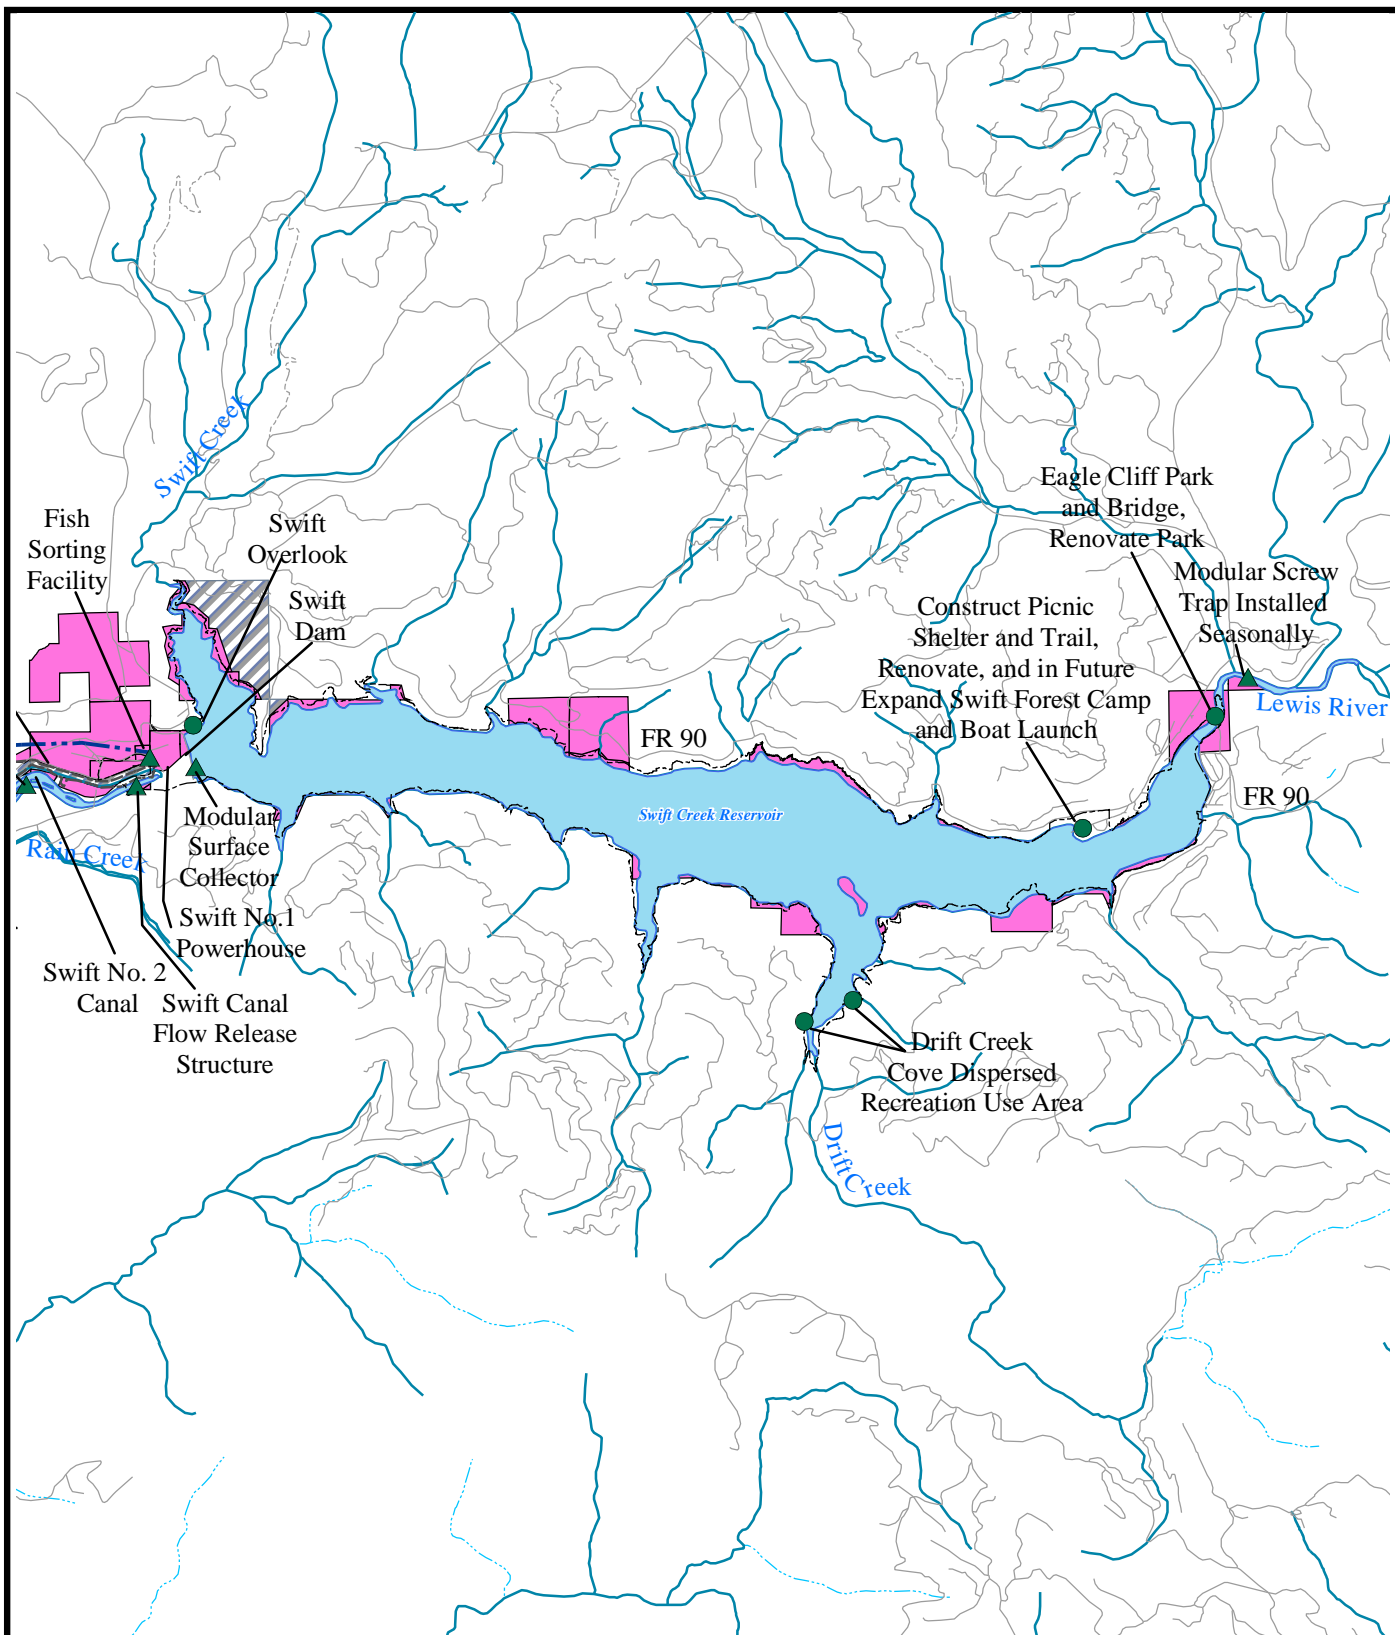 Swift Creek
Eagle Cliff Park
and Bridge,
Renovate Park
Fish
Sorting
Facility
Swift
Overlook
Swift
Dam
Modular Screw
Trap Installed
Seasonally
Construct Picnic
Shelter and Trail,
Renovate, and in Future
Expand Swift Forest Camp
and Boat Launch
Lewis River
FR 90
FR 90
Swift Creek Reservoir
Modular
Surface
Collector
Rain Creek
Swift No.1
Powerhouse
Swift No. 2
Canal
Swift Canal
Flow Release
Structure
Drift Creek
Cove Dispersed
Recreation Use Area
Drift Creek